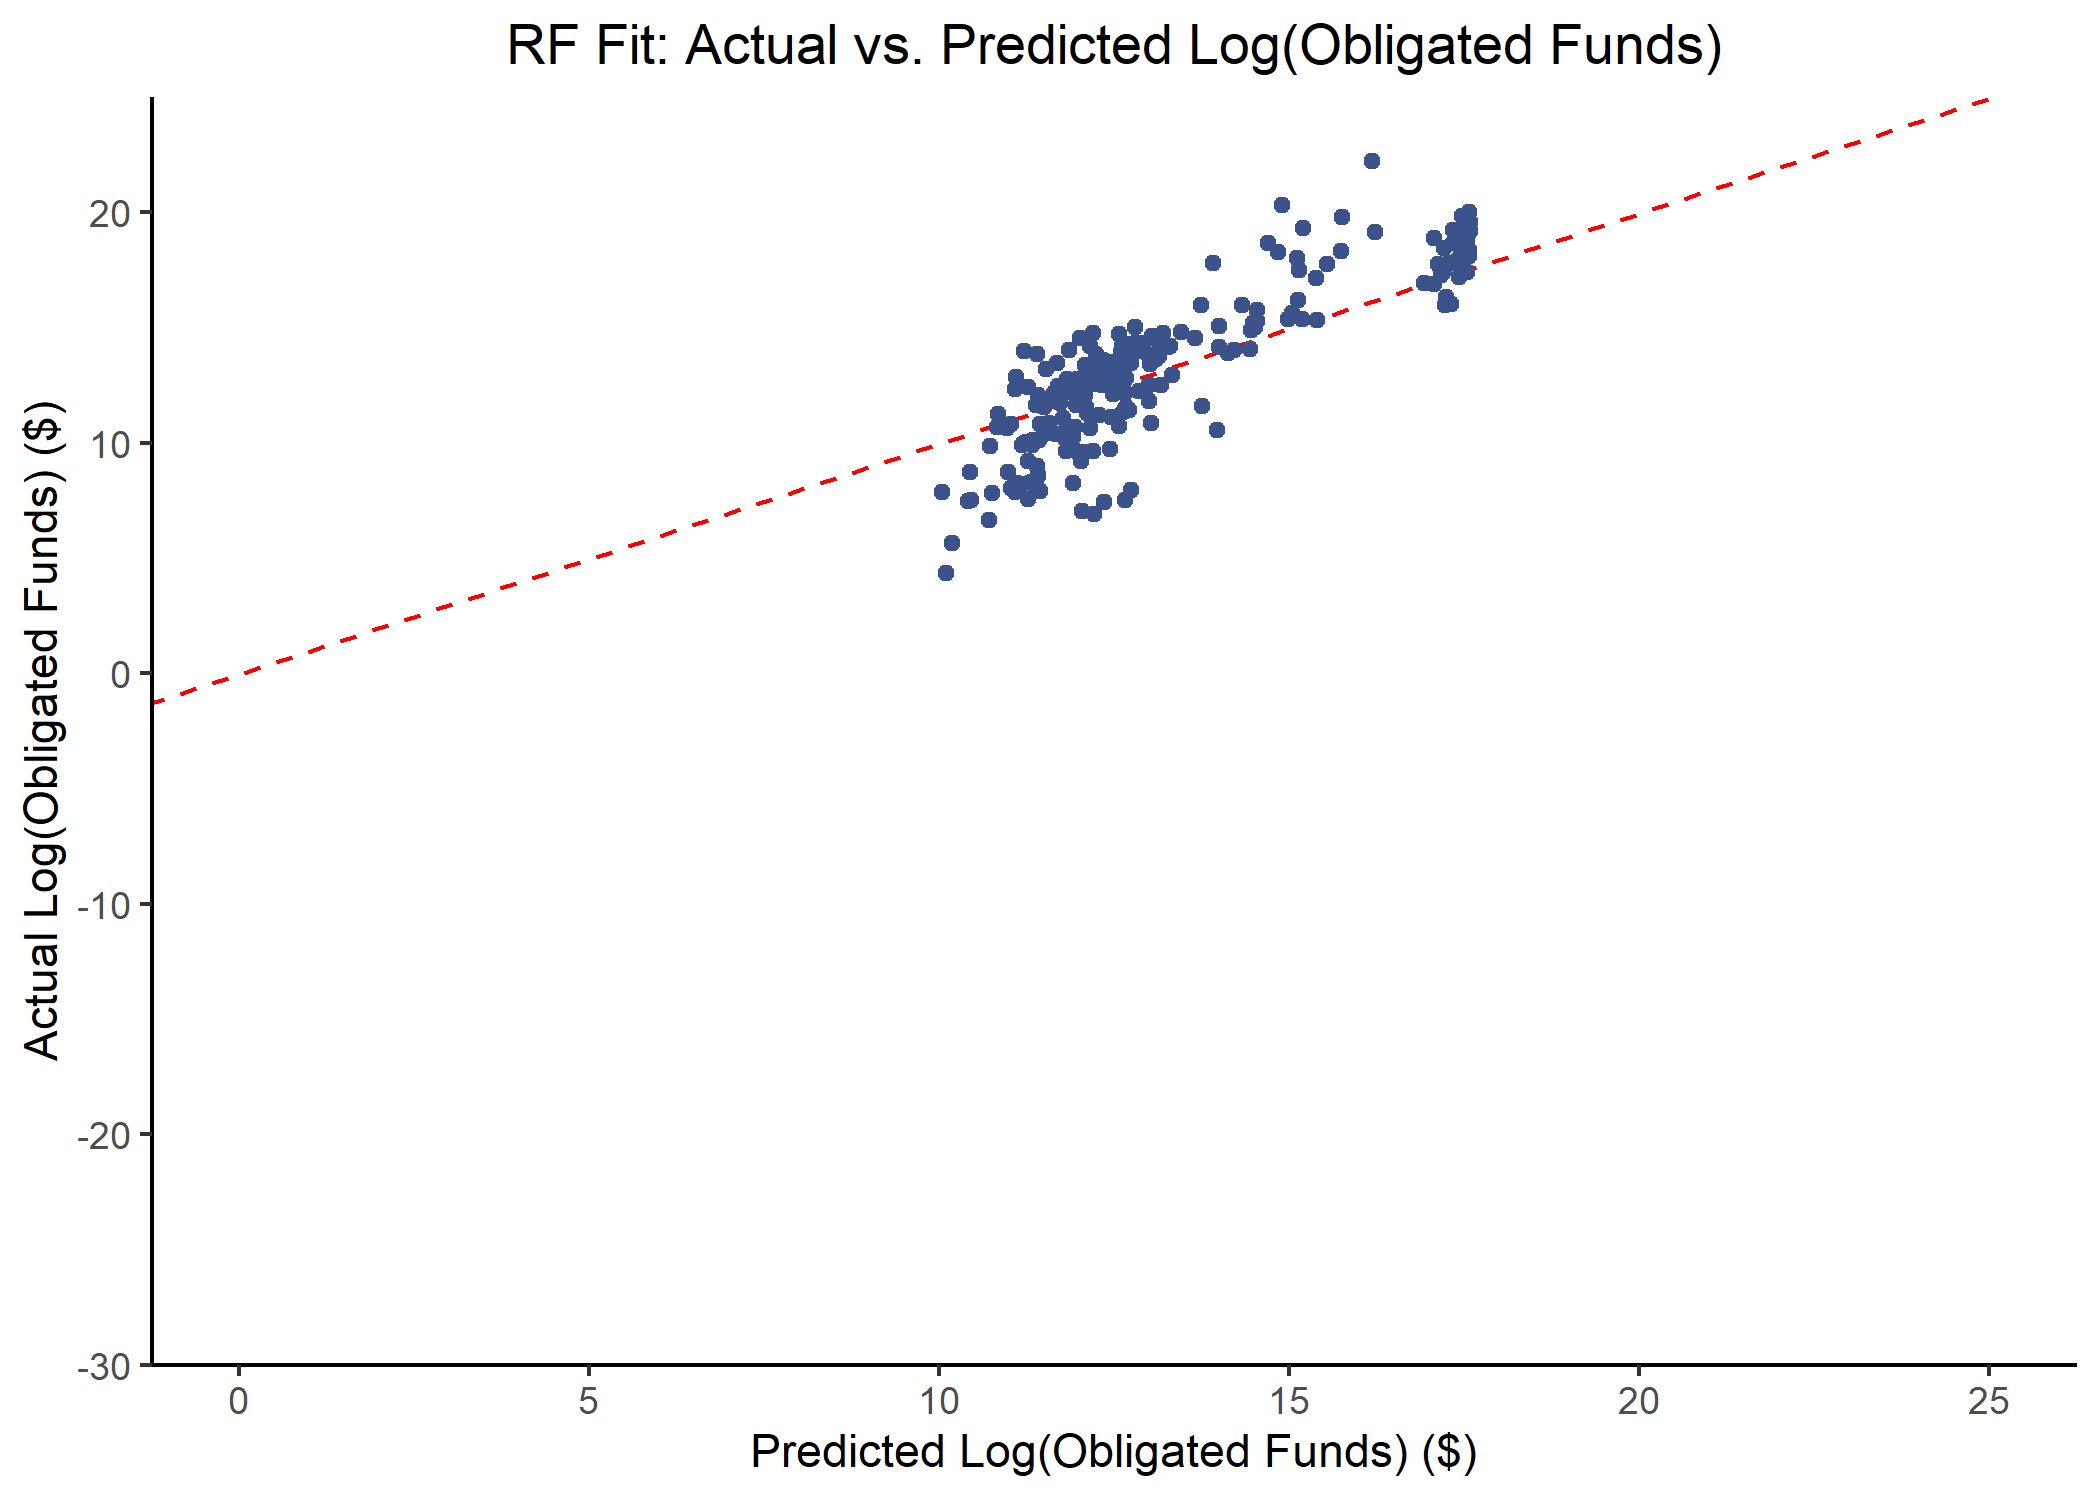 RF Fit: Actual vs. Predicted Log(Obligated Funds)
Actual Log(Obligated Funds) ($)
20
10
0
-10
-20
-30
0 5 10 15 20 25
Predicted Log(Obligated Funds) ($)